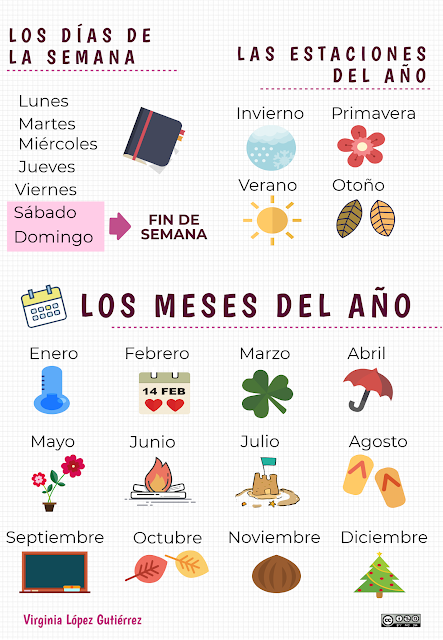 LOS DÍAS DE
LA SEMANA
Lunes
Martes
Miércoles
Jueves
Viernes
Sábado
Domingo
FIN DE
SEMANA
LAS ESTACIONES
DEL AÑO
Invierno
Primavera
Verano
Otoño
LOS MESES DEL AÑO
Enero
Febrero
Marzo
Abril
14 FEB
Mayo
Junio
Julio
Agosto
Septiembre
Octubre
Noviembre
Diciembre
Virginia López Gutiérrez